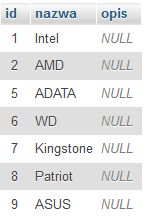 id nazwa opis
1 Intel NULL
2 AMD NULL
5 ADATA NULL
6 WD NULL
7 Kingstone NULL
8 Patriot NULL
9 ASUS NULL